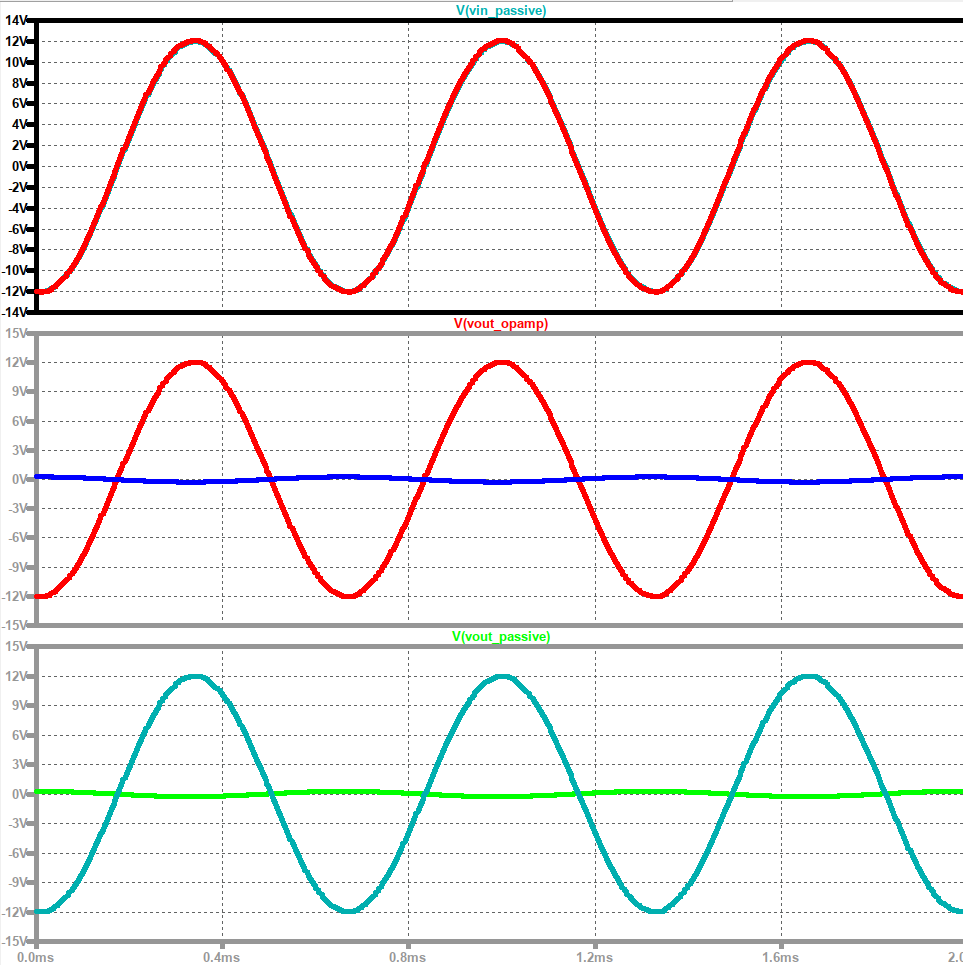 V(vin_passive)
14V
12V
10V
8V
6V
4V
2V
0V
-2V
-4V
-6V
-8V
-10V
-12V
-14V
V(vout_opamp)
15V
12V
9V
6V
3V
0V
-3V
-6V
-9V
-12V
-15V
V(vout_passive)
15V
12V
9V
6V
3V
0V
-3V
-6V
-9V
-12V
-15V
0.0ms 0.4ms 0.8ms 1.2ms 1.6ms 2.0